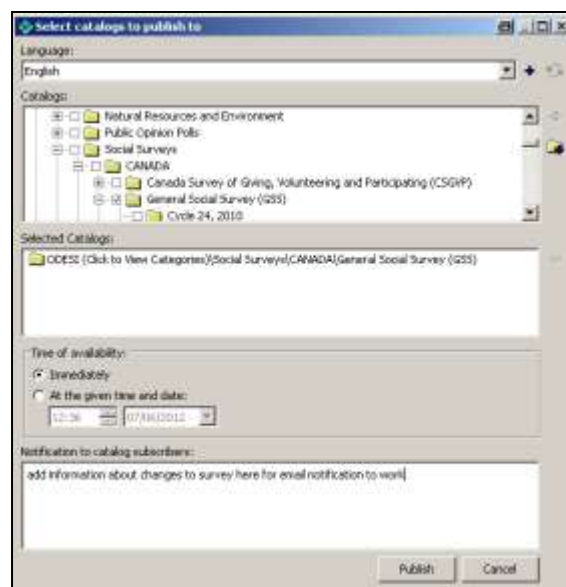 Select catalogs to publish to
Language:
English
Catalogs:
Natural Resources and Environment
Public Opinion Polls
Social Surveys
CANADA
Canada Survey of Giving, Volunteering and Participating (CSGVP)
General Social Survey (GSS)
Cycle 24, 2010
Selected Catalogs:
ODESI (Click to View Categories)\Social Surveys\CANADA\General Social Survey (GSS)
Time of availability:
Immediately
At the given time and date:
12:36 07/06/2012
Notification to catalog subscribers:
add information about changes to survey here for email notification to work
Publish Cancel